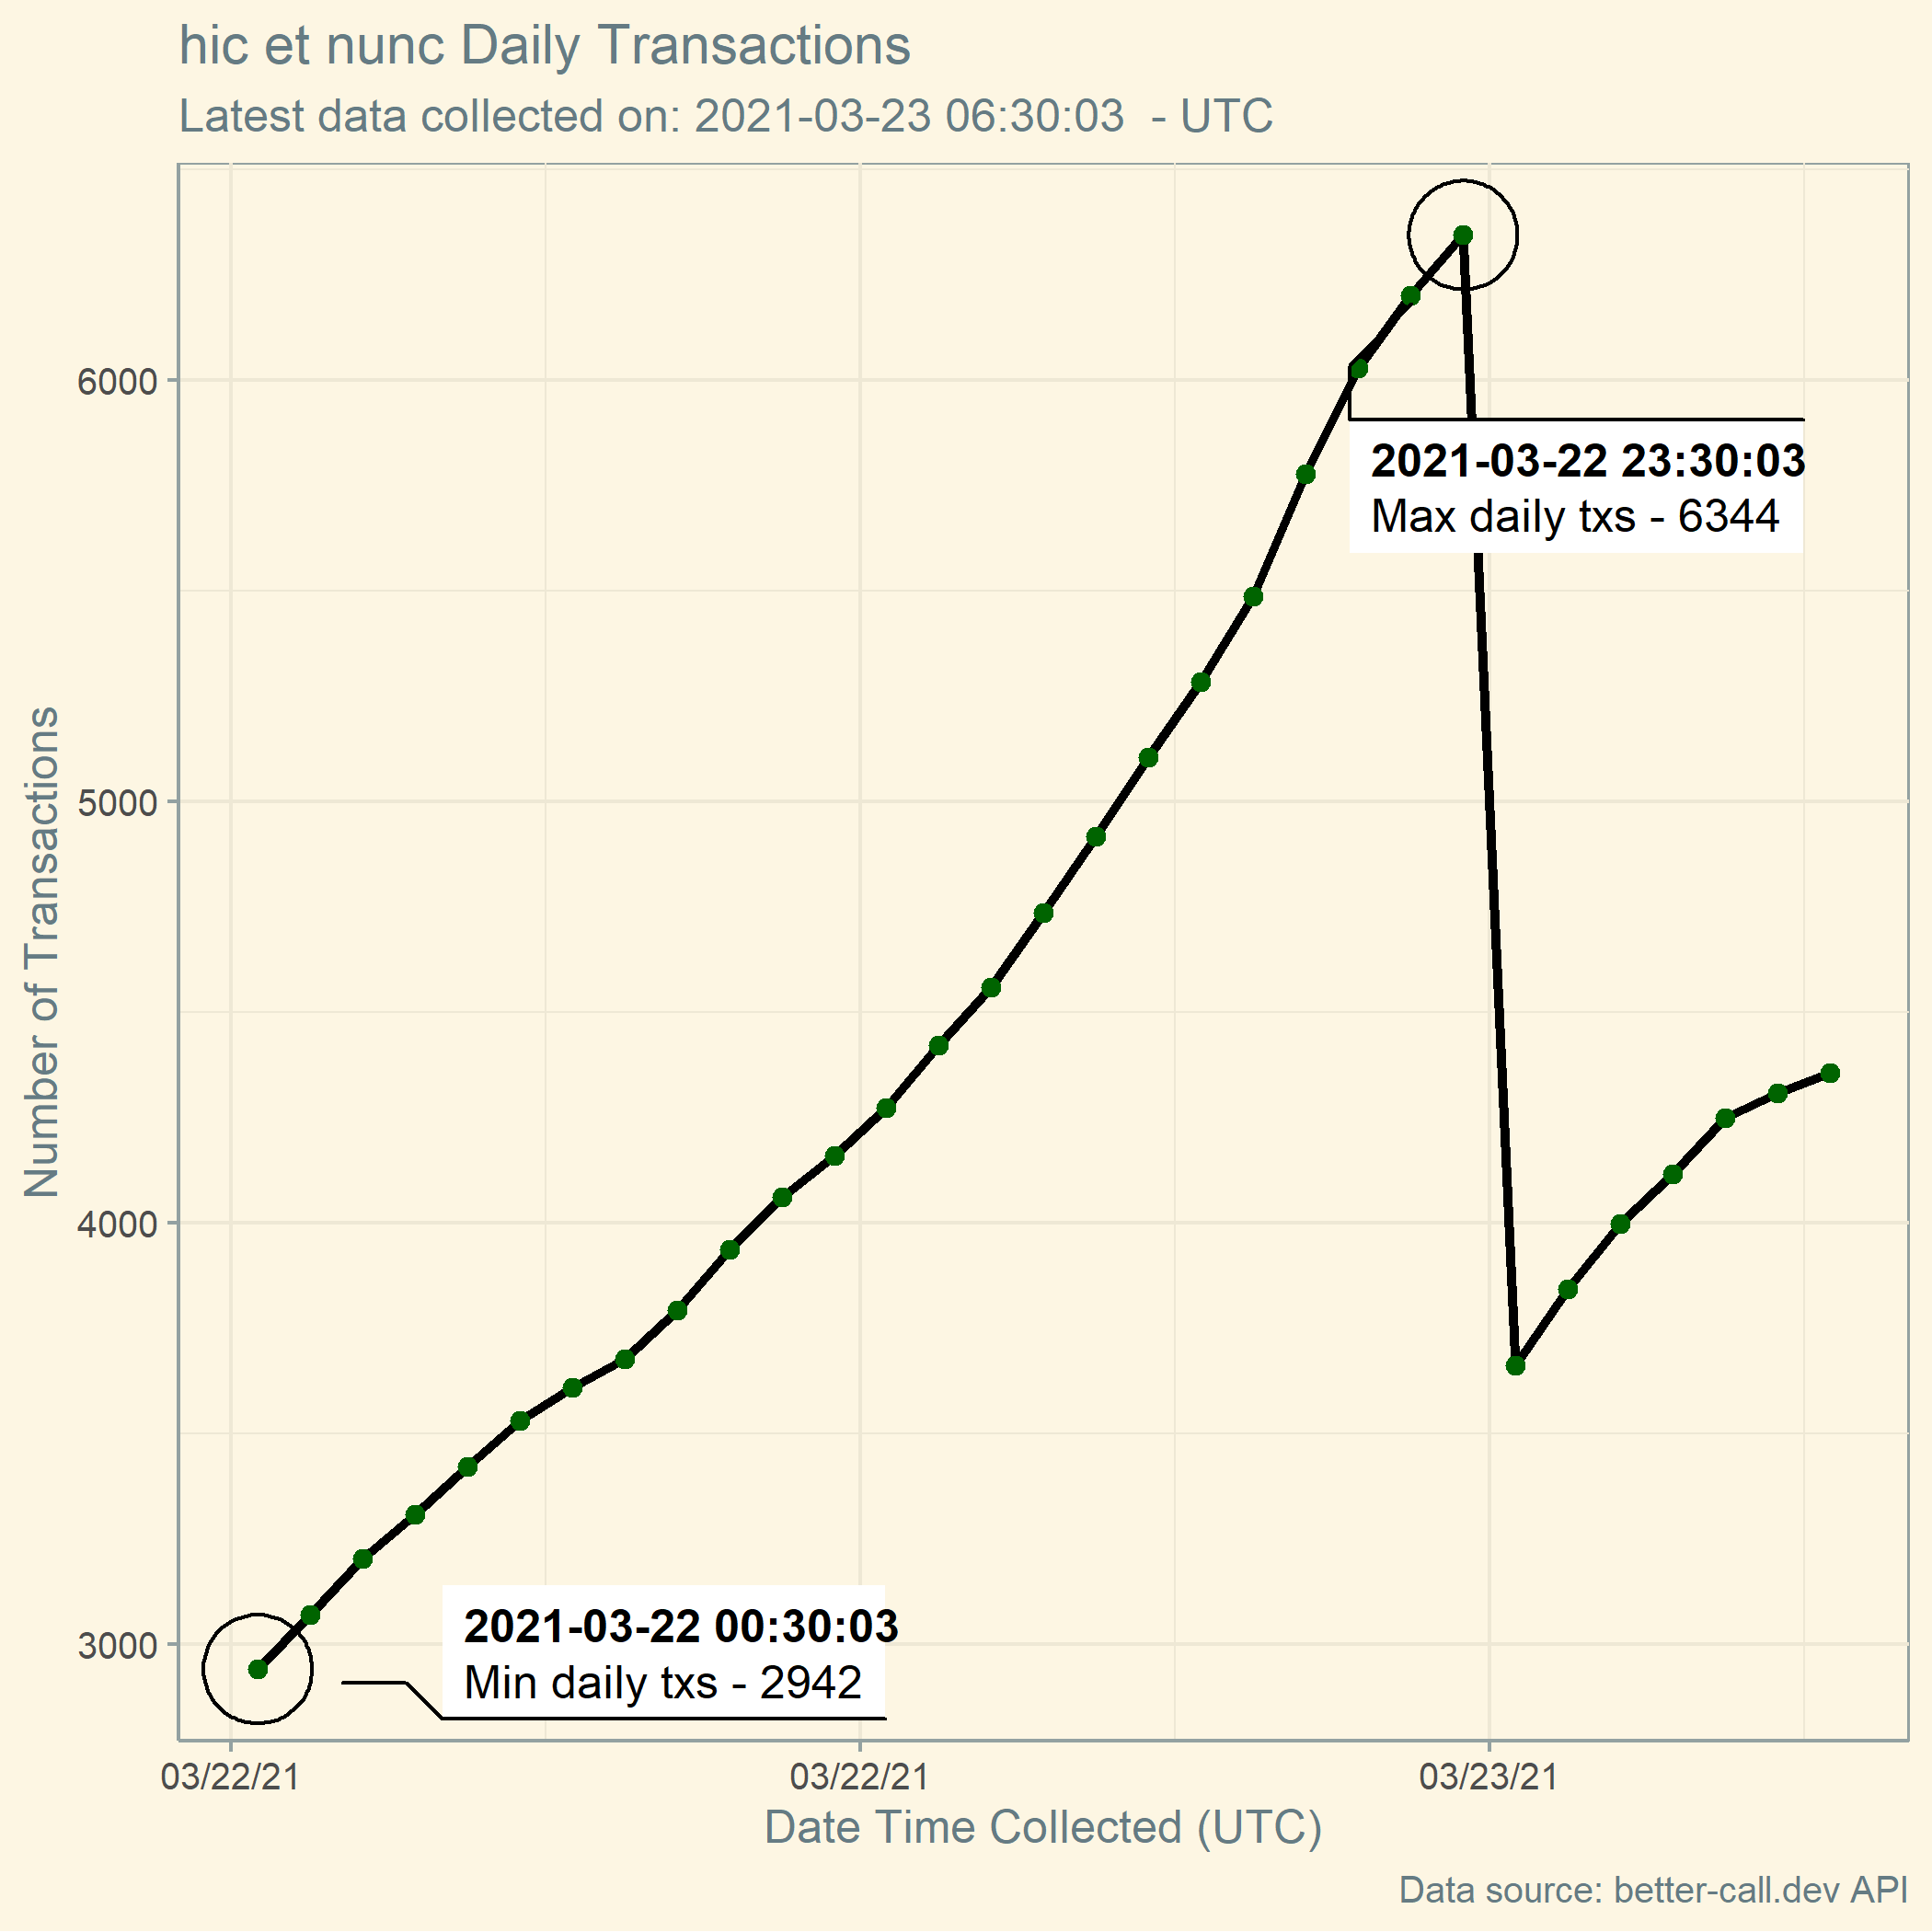 hic et nunc Daily Transactions
Latest data collected on: 2021-03-23 06:30:03  - UTC
Number of Transactions
6000
5000
4000
3000
2021-03-22 23:30:03
Max daily txs - 6344
2021-03-22 00:30:03
Min daily txs - 2942
03/22/21
03/22/21
03/23/21
Date Time Collected (UTC)
Data source: better-call.dev API